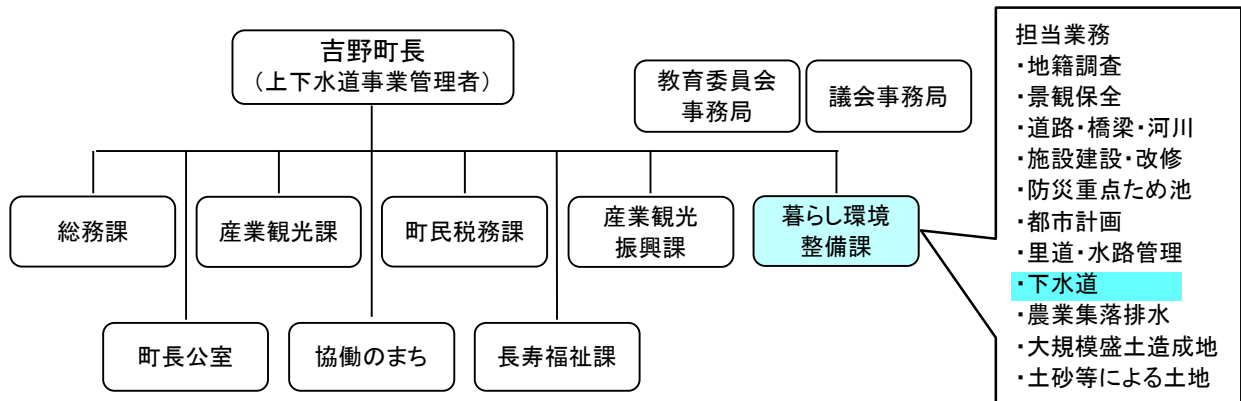 吉野町長
（上下水道事業管理者）
教育委員会
事務局
議会事務局
総務課
産業観光課
町民税務課
産業観光
振興課
暮らし環境
整備課
町長公室
協働のまち
長寿福祉課
担当業務
・地籍調査
・景観保全
・道路・橋梁・河川
・施設建設・改修
・防災重点ため池
・都市計画
・里道・水路管理
・下水道
・農業集落排水
・大規模盛土造成地
・土砂等による土地